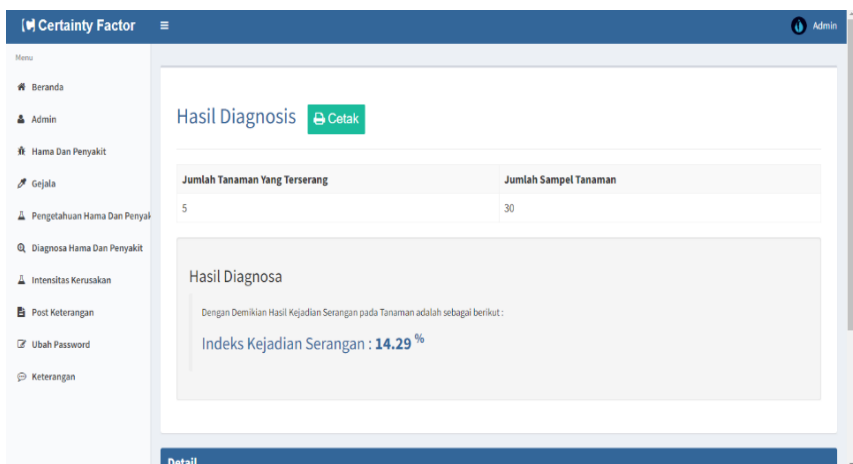 Certainty Factor
Admin
Menu
Beranda
Admin
Hama Dan Penyakit
Gejala
Pengetahuan Hama Dan Penyak
Diagnosa Hama Dan Penyakit
Intensitas Kerusakan
Post Keterangan
Ubah Password
Keterangan
Hasil Diagnosis Cetak
Jumlah Tanaman Yang Terserang Jumlah Sampel Tanaman
5 30
Hasil Diagnosa
Dengan Demikian Hasil Kejadian Serangan pada Tanaman adalah sebagai berikut :
Indeks Kejadian Serangan : 14.29 %
Detail